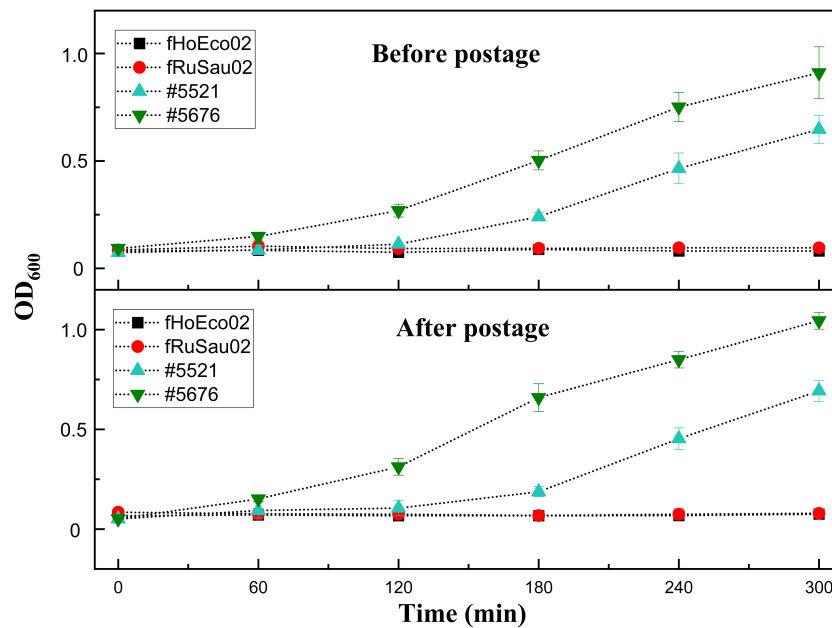 Before postage
fHoEco02
fRuSau02
#5521
#5676
1.0
0.5
0
OD600
After postage
fHoEco02
fRuSau02
#5521
#5676
1.0
0.5
0
0 60 120 180 240 300
Time (min)